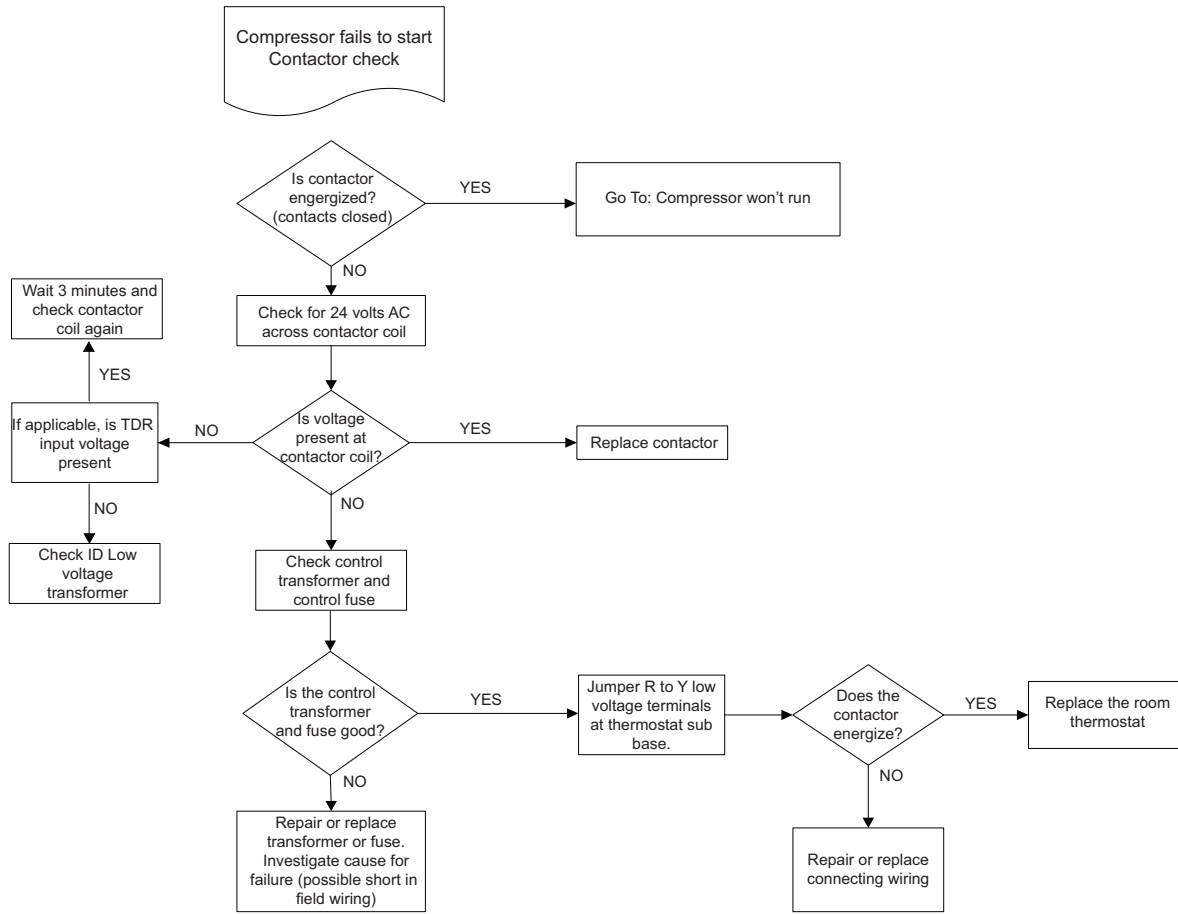 Compressor fails to start
Contactor check
Is contactor
engergized?
(contacts closed)
YES
Go To: Compressor won't run
NO
Wait 3 minutes and
check contactor
coil again
Check for 24 volts AC
across contactor coil
YES
If applicable, is TDR
input voltage
present
NO
Is voltage
present at
contactor coil?
YES
Replace contactor
NO
NO
Check ID Low
voltage
transformer
Check control
transformer and
control fuse
Is the control
transformer
and fuse good?
YES
Jumper R to Y low
voltage terminals
at thermostat sub
base.
Does the
contactor
energize?
YES
Replace the room
thermostat
NO
NO
Repair or replace
transformer or fuse.
Investigate cause for
failure (possible short in
field wiring)
Repair or replace
connecting wiring